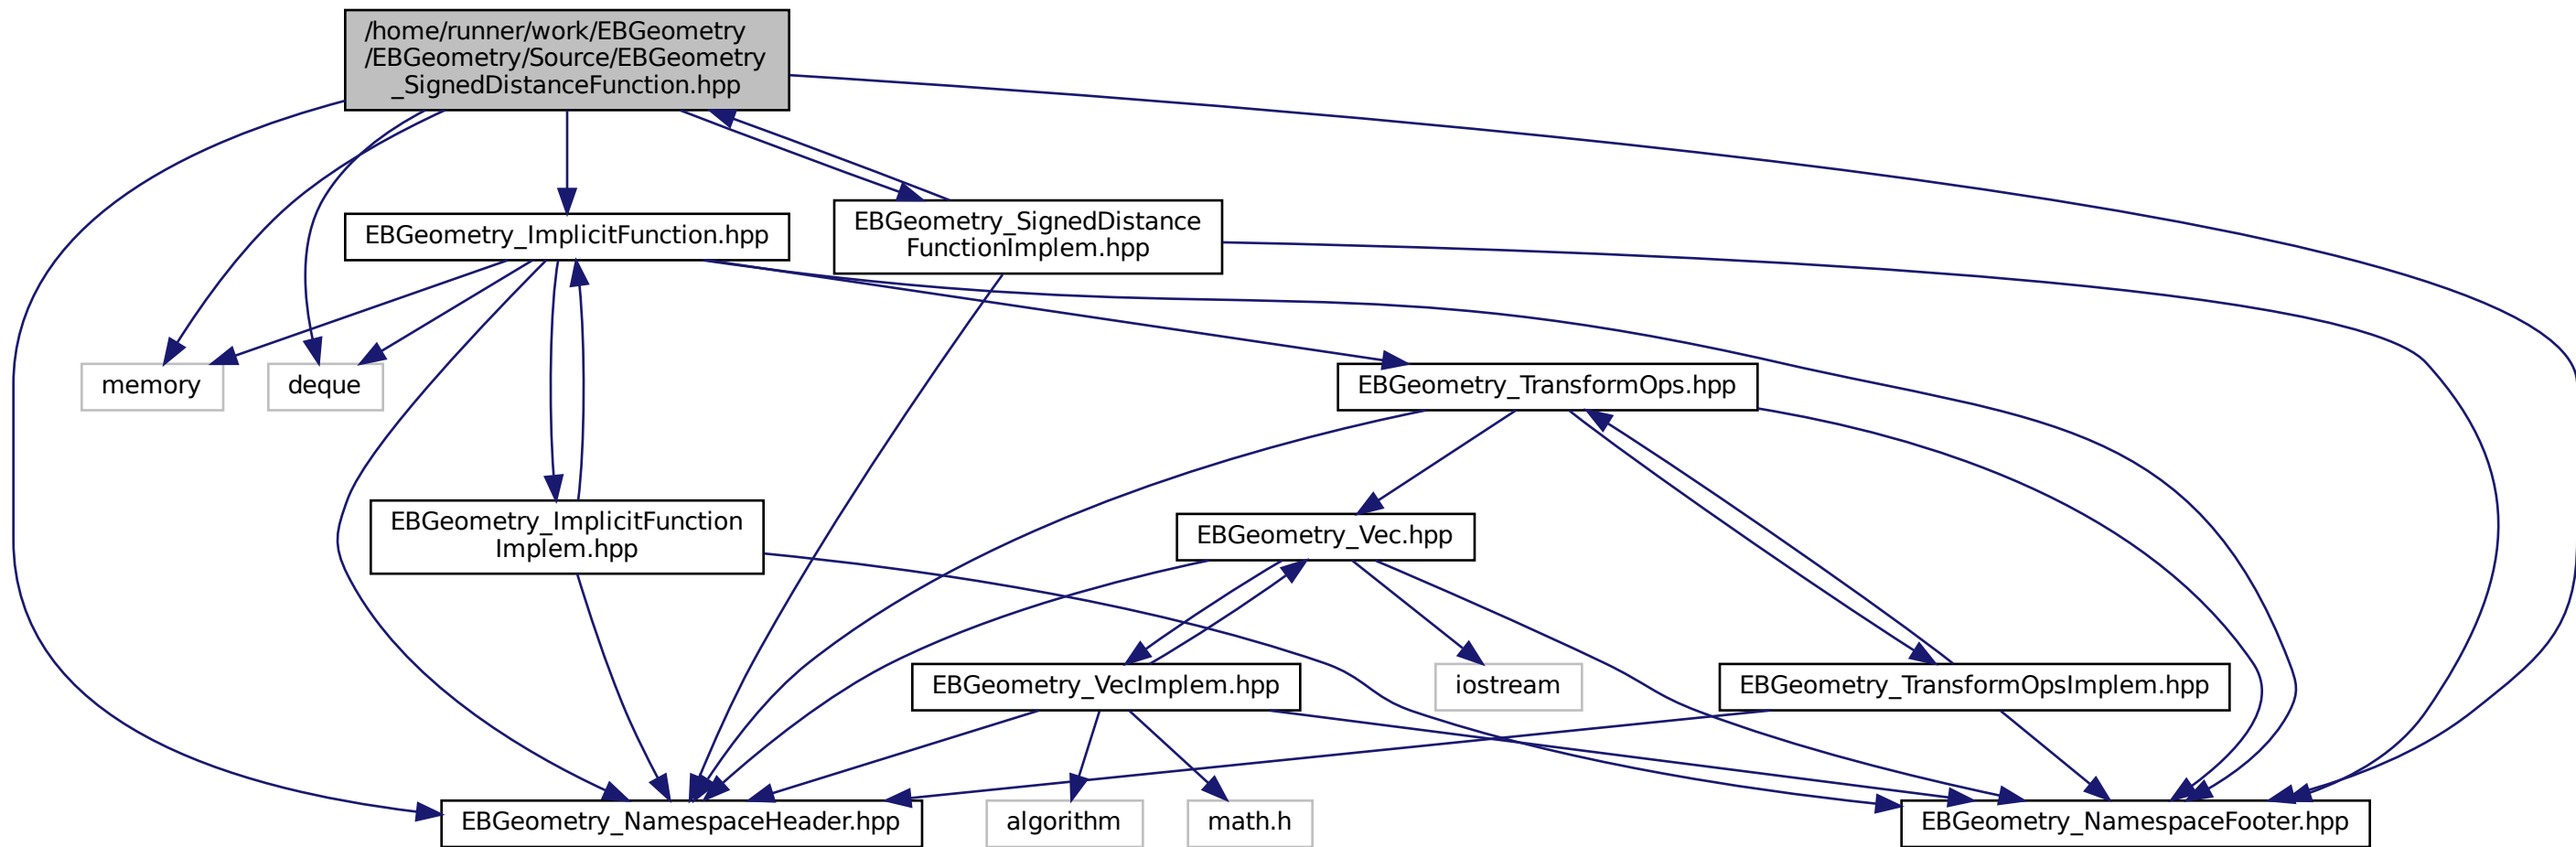 /home/runner/work/EBGeometry
/EBGeometry/Source/EBGeometry
_SignedDistanceFunction.hpp
EBGeometry_ImplicitFunction.hpp
EBGeometry_SignedDistance
FunctionImplem.hpp
memory
deque
EBGeometry_TransformOps.hpp
EBGeometry_ImplicitFunction
Implem.hpp
EBGeometry_Vec.hpp
EBGeometry_VecImplem.hpp
iostream
EBGeometry_TransformOpsImplem.hpp
EBGeometry_NamespaceHeader.hpp
algorithm
math.h
EBGeometry_NamespaceFooter.hpp